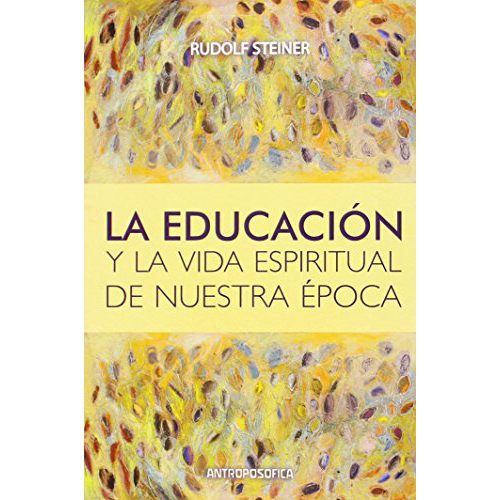 RUDOLF STEINER
LA EDUCACIÓN
Y LA VIDA ESPIRITUAL
DE NUESTRA ÉPOCA
ANTROPOSOFICA